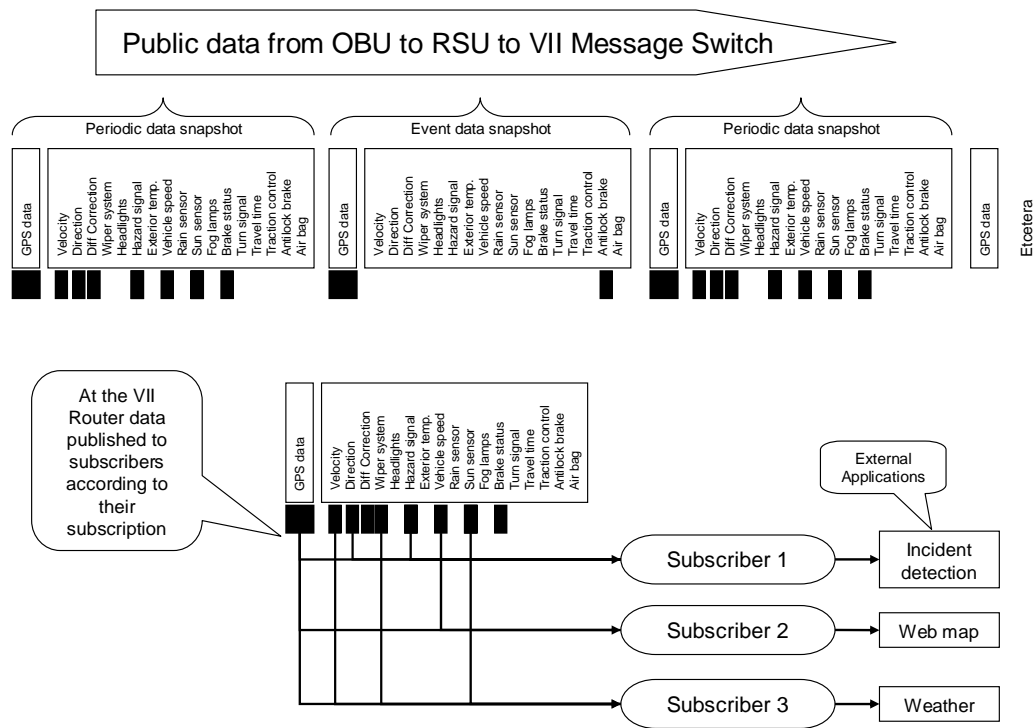 Public data from OBU to RSU to VII Message Switch
Periodic data snapshot
Event data snapshot
Periodic data snapshot
GPS data
Velocity
Direction
Diff Correction
Wiper system
Headlights
Hazard signal
Exterior temp.
Vehicle speed
Rain sensor
Sun sensor
Fog lamps
Brake status
Turn signal
Travel time
Traction control
Antilock brake
Air bag
GPS data
Velocity
Direction
Diff Correction
Wiper system
Headlights
Hazard signal
Exterior temp.
Vehicle speed
Rain sensor
Sun sensor
Fog lamps
Brake status
Turn signal
Travel time
Traction control
Antilock brake
Air bag
GPS data
Velocity
Direction
Diff Correction
Wiper system
Headlights
Hazard signal
Exterior temp.
Vehicle speed
Rain sensor
Sun sensor
Fog lamps
Brake status
Turn signal
Travel time
Traction control
Antilock brake
Air bag
GPS data
Etcetera
At the VII
Router data
published to
subscribers
according to
their
subscription
GPS data
Velocity
Direction
Diff Correction
Wiper system
Headlights
Hazard signal
Exterior temp.
Vehicle speed
Rain sensor
Sun sensor
Fog lamps
Brake status
Turn signal
Travel time
Traction control
Antilock brake
Air bag
External
Applications
Subscriber 1
Incident
detection
Subscriber 2
Web map
Subscriber 3
Weather